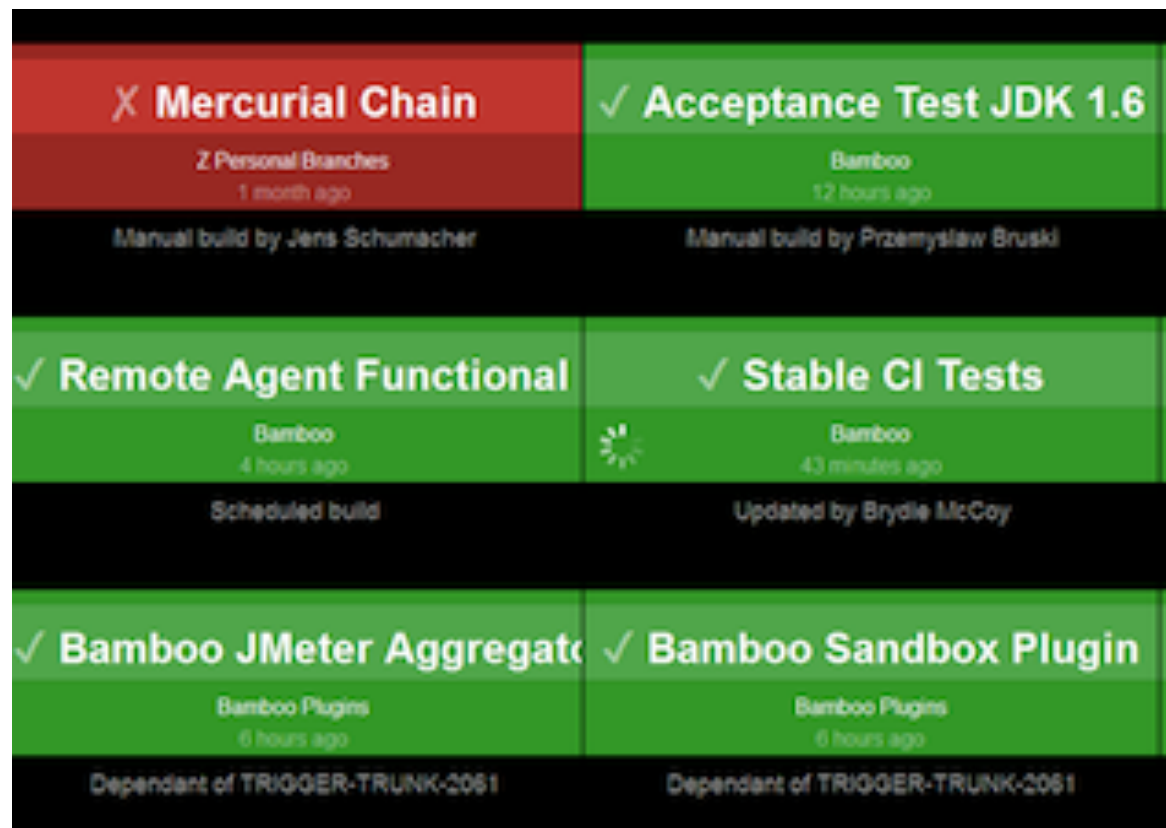 X Mercurial Chain
Z Personal Branches
1 month ago
Manual build by Jens Schumacher
✓ Acceptance Test JDK 1.6
Bamboo
12 hours ago
Manual build by Przemyslaw Bruski
✓ Remote Agent Functional
Bamboo
4 hours ago
Scheduled build
✓ Stable CI Tests
Bamboo
43 minutes ago
Updated by Brydie McCoy
✓ Bamboo JMeter Aggregato
Bamboo Plugins
6 hours ago
Dependant of TRIGGER-TRUNK-2061
✓ Bamboo Sandbox Plugin
Bamboo Plugins
6 hours ago
Dependant of TRIGGER-TRUNK-2061